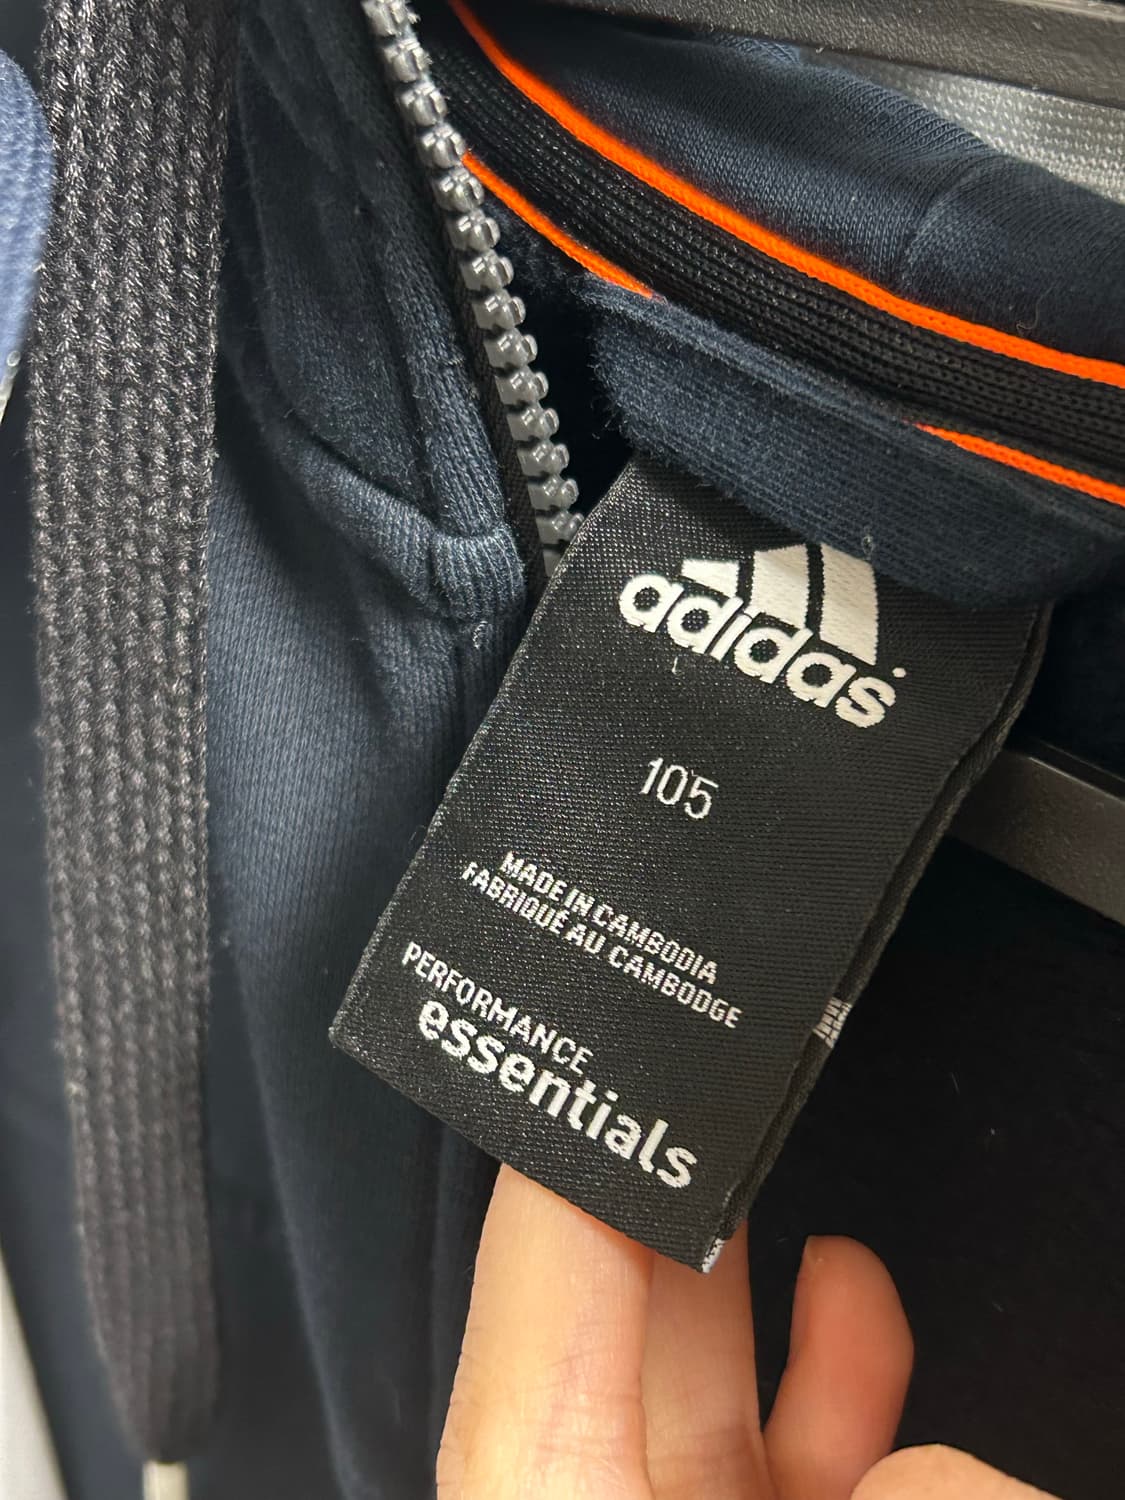 adidas
105
MADE IN CAMBODIA
FABRIQUÉ AU CAMBODGE
PERFORMANCE
essentials